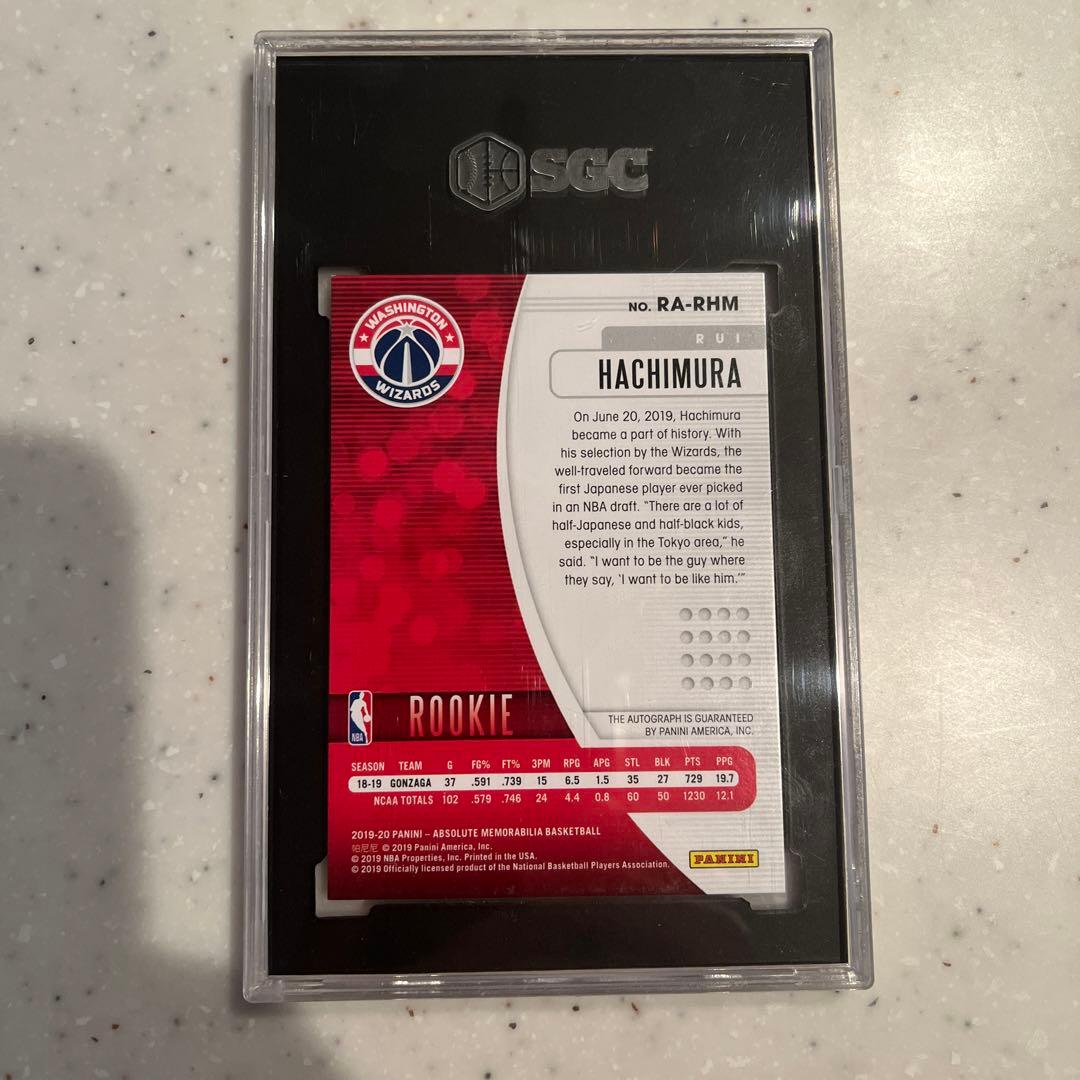 SGC
WASHINGTON
WIZARDS
NO. RA-RHM
RUI
HACHIMURA
On June 20, 2019, Hachimura
became a part of history. With
his selection by the Wizards, the
well-traveled forward became the
first Japanese player ever picked
in an NBA draft. “There are a lot of
half-Japanese and half-black kids,
especially in the Tokyo area,” he
said. “I want to be the guy where
they say, ‘I want to be like him.’”
NBA
ROOKIE
THE AUTOGRAPH IS GUARANTEED
BY PANINI AMERICA, INC.
SEASON TEAM G FG% FT% 3PM RPG APG STL BLK PTS PPG
18-19 GONZAGA 37 .591 .739 15 6.5 1.5 35 27 729 19.7
NCAA TOTALS 102 .579 .746 24 4.4 0.8 60 50 1230 12.1
2019-20 PANINI – ABSOLUTE MEMORABILIA BASKETBALL
帕尼尼 © 2019 Panini America, Inc.
© 2019 NBA Properties, Inc. Printed in the USA.
© 2019 Officially licensed product of the National Basketball Players Association.
PANINI